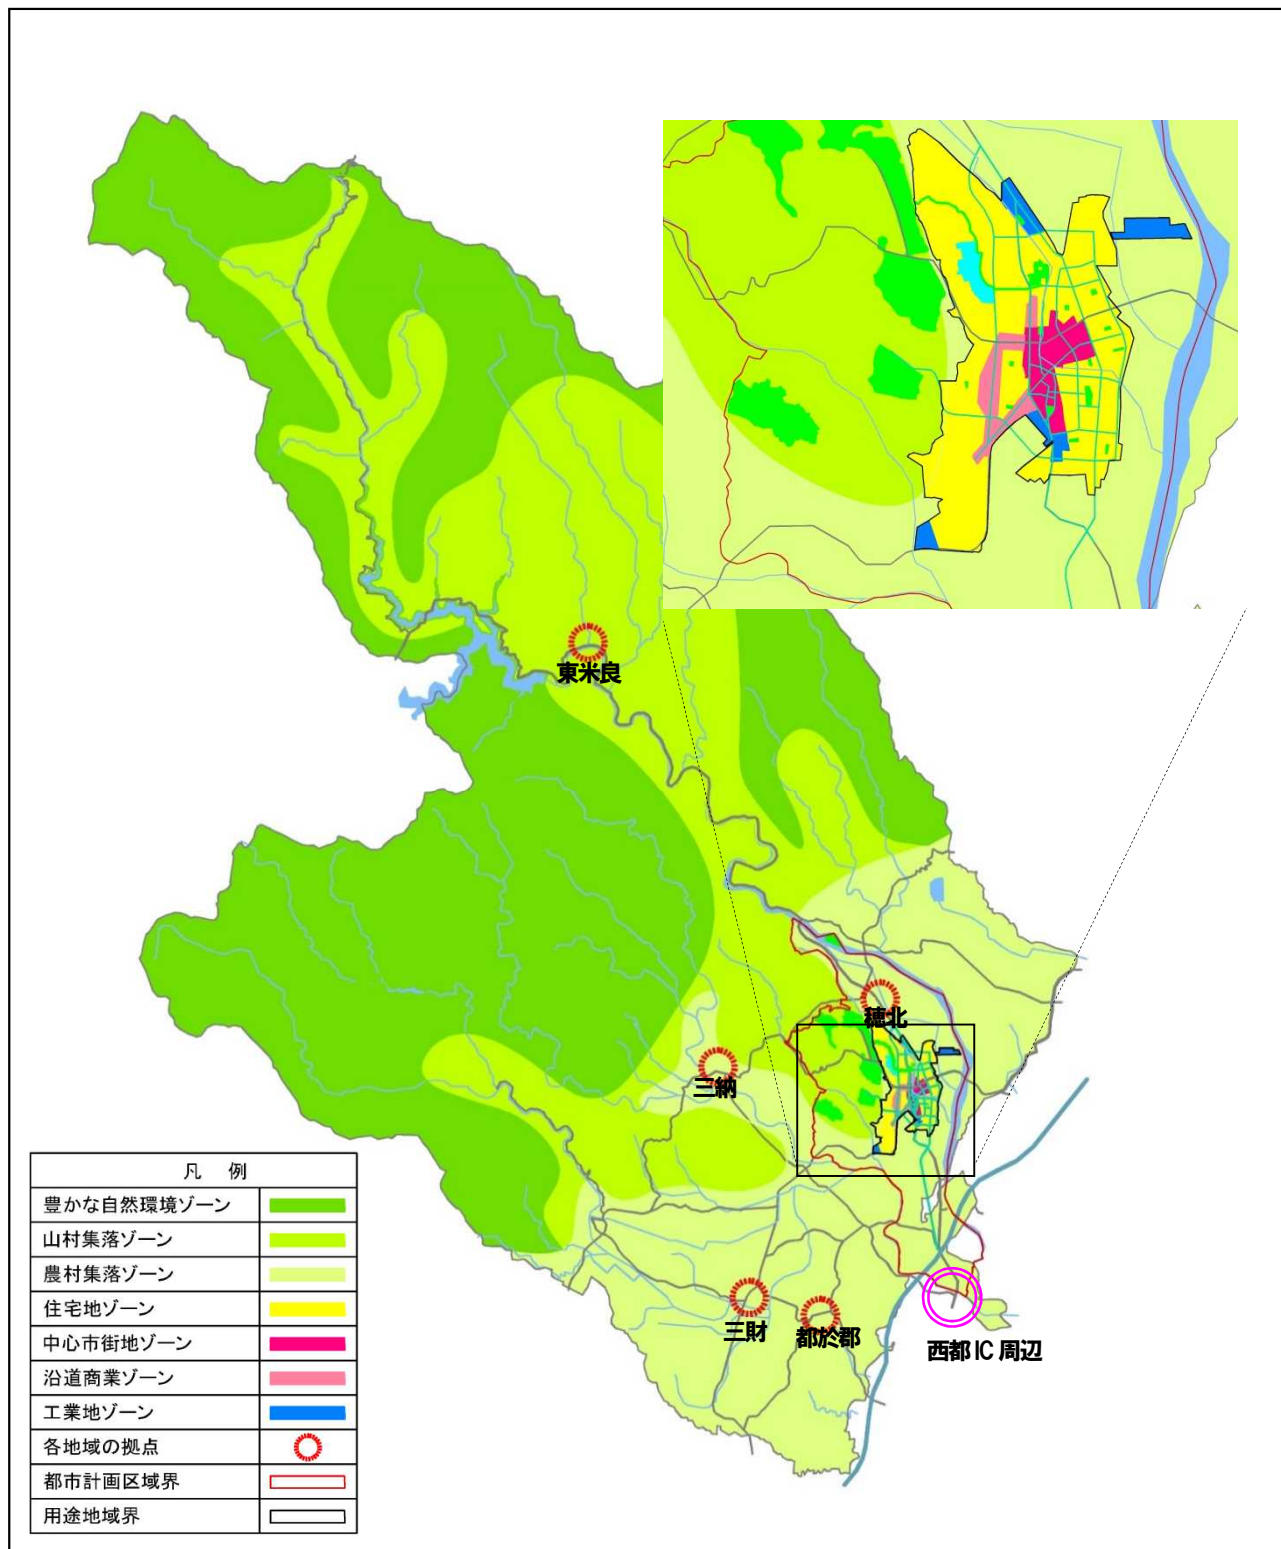 東米良
穂北
三納
三財
都於郡
西都IC周辺
凡 例
豊かな自然環境ゾーン
山村集落ゾーン
農村集落ゾーン
住宅地ゾーン
中心市街地ゾーン
沿道商業ゾーン
工業地ゾーン
各地域の拠点
都市計画区域界
用途地域界